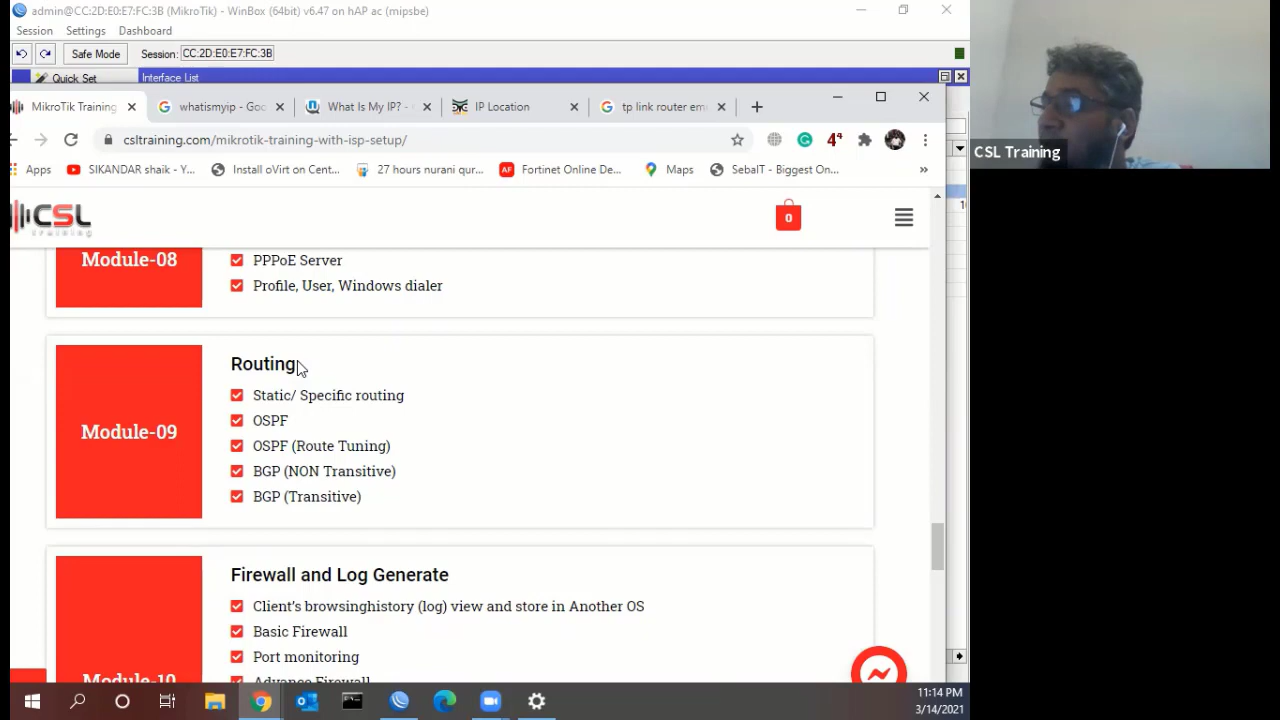 admin@CC:2D:E0:E7:FC:3B (MikroTik) - WinBox (64bit) v6.47 on hAP ac (mipsbe)
Session Settings Dashboard
Safe Mode Session: CC:2D:E0:E7:FC:3B
Quick Set Interface List
MikroTik Training whatismyip - Goo What Is My IP? - IP Location tp link router em
csltraining.com/mikrotik-training-with-isp-setup/
Apps SIKANDAR shaik - Y... Install oVirt on Cent... 27 hours nurani qur... Fortinet Online De... Maps SebaIT - Biggest On... »
CSL Training
CSL
training
0
Module-08
PPPoE Server
Profile, User, Windows dialer
Module-09
Routing
Static/ Specific routing
OSPF
OSPF (Route Tuning)
BGP (NON Transitive)
BGP (Transitive)
Module-10
Firewall and Log Generate
Client's browsinghistory (log) view and store in Another OS
Basic Firewall
Port monitoring
Advance Firewall
11:14 PM
3/14/2021